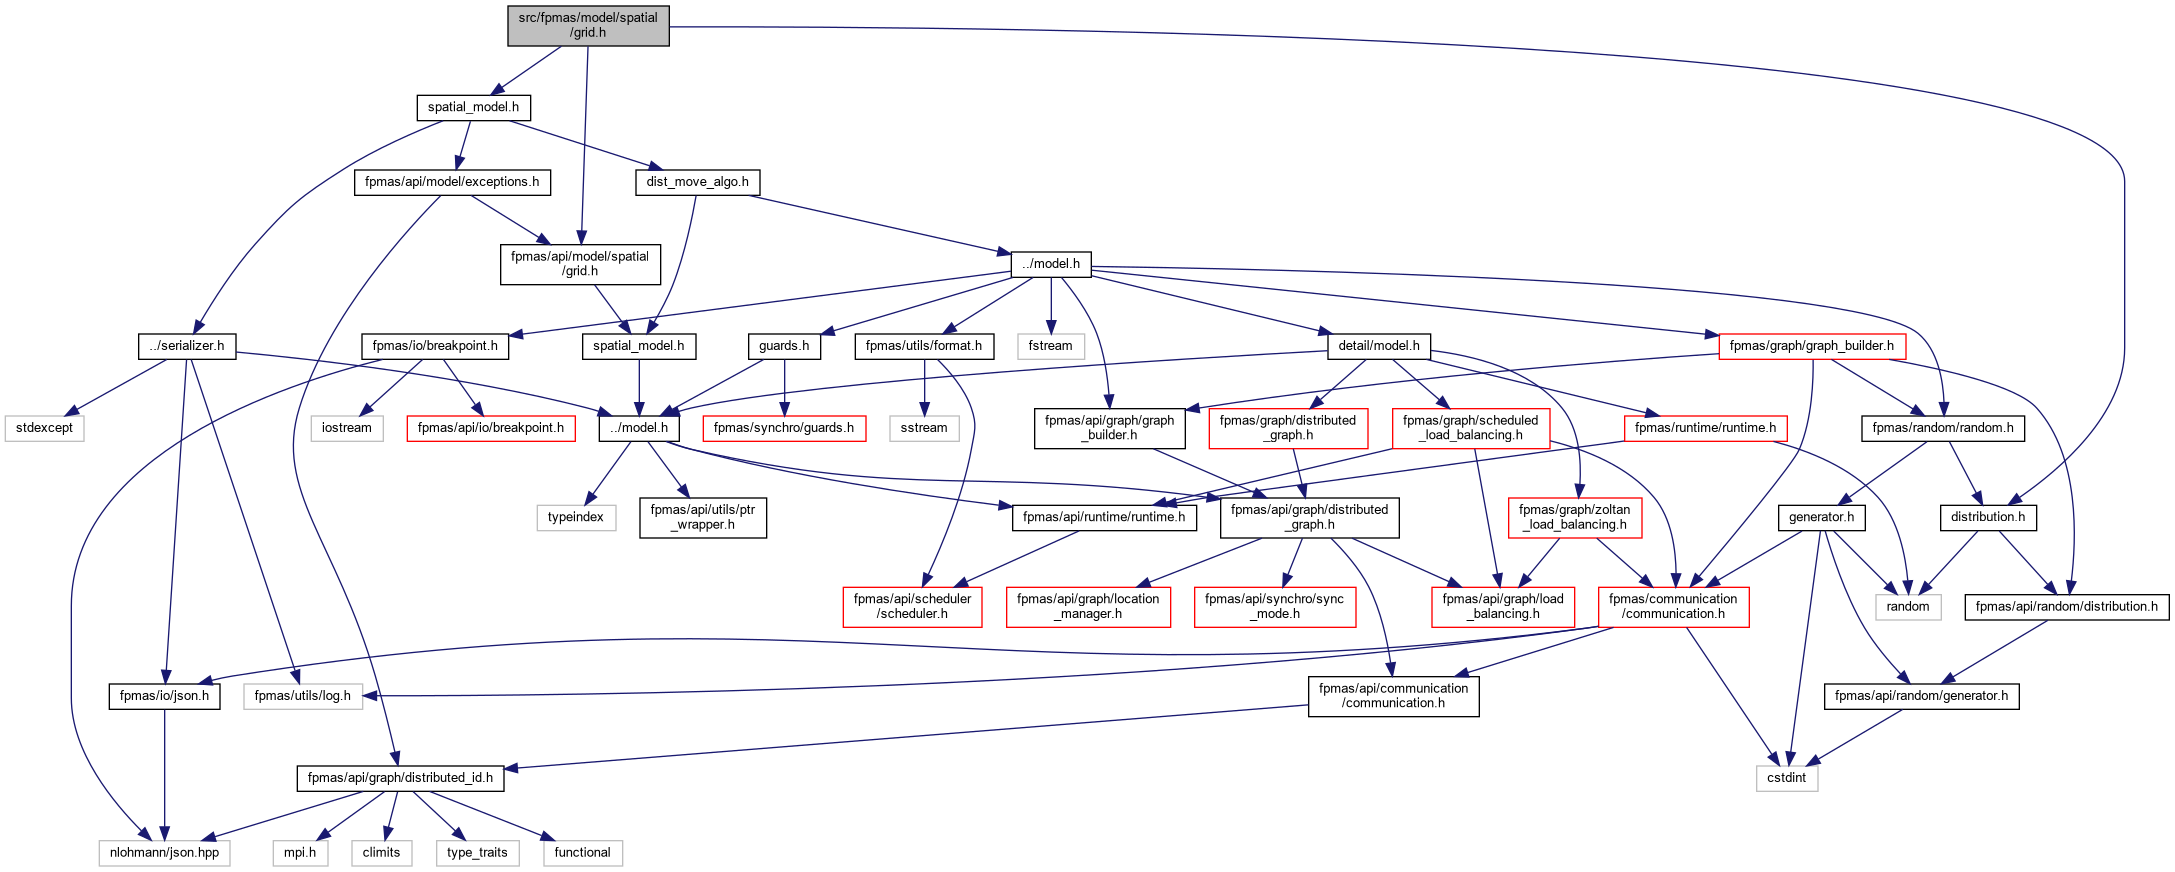 src/fpmas/model/spatial
/grid.h
spatial_model.h
fpmas/api/model/exceptions.h
dist_move_algo.h
fpmas/api/model/spatial
/grid.h
../model.h
../serializer.h
fpmas/io/breakpoint.h
spatial_model.h
guards.h
fpmas/utils/format.h
fstream
detail/model.h
fpmas/graph/graph_builder.h
stdexcept
iostream
fpmas/api/io/breakpoint.h
../model.h
fpmas/synchro/guards.h
sstream
fpmas/api/graph/graph
_builder.h
fpmas/graph/distributed
_graph.h
fpmas/graph/scheduled
_load_balancing.h
fpmas/runtime/runtime.h
fpmas/random/random.h
typeindex
fpmas/api/utils/ptr
_wrapper.h
fpmas/api/runtime/runtime.h
fpmas/api/graph/distributed
_graph.h
fpmas/graph/zoltan
_load_balancing.h
generator.h
distribution.h
fpmas/api/scheduler
/scheduler.h
fpmas/api/graph/location
_manager.h
fpmas/api/synchro/sync
_mode.h
fpmas/api/graph/load
_balancing.h
fpmas/communication
/communication.h
random
fpmas/api/random/distribution.h
fpmas/io/json.h
fpmas/utils/log.h
fpmas/api/communication
/communication.h
fpmas/api/random/generator.h
fpmas/api/graph/distributed_id.h
cstdint
nlohmann/json.hpp
mpi.h
climits
type_traits
functional